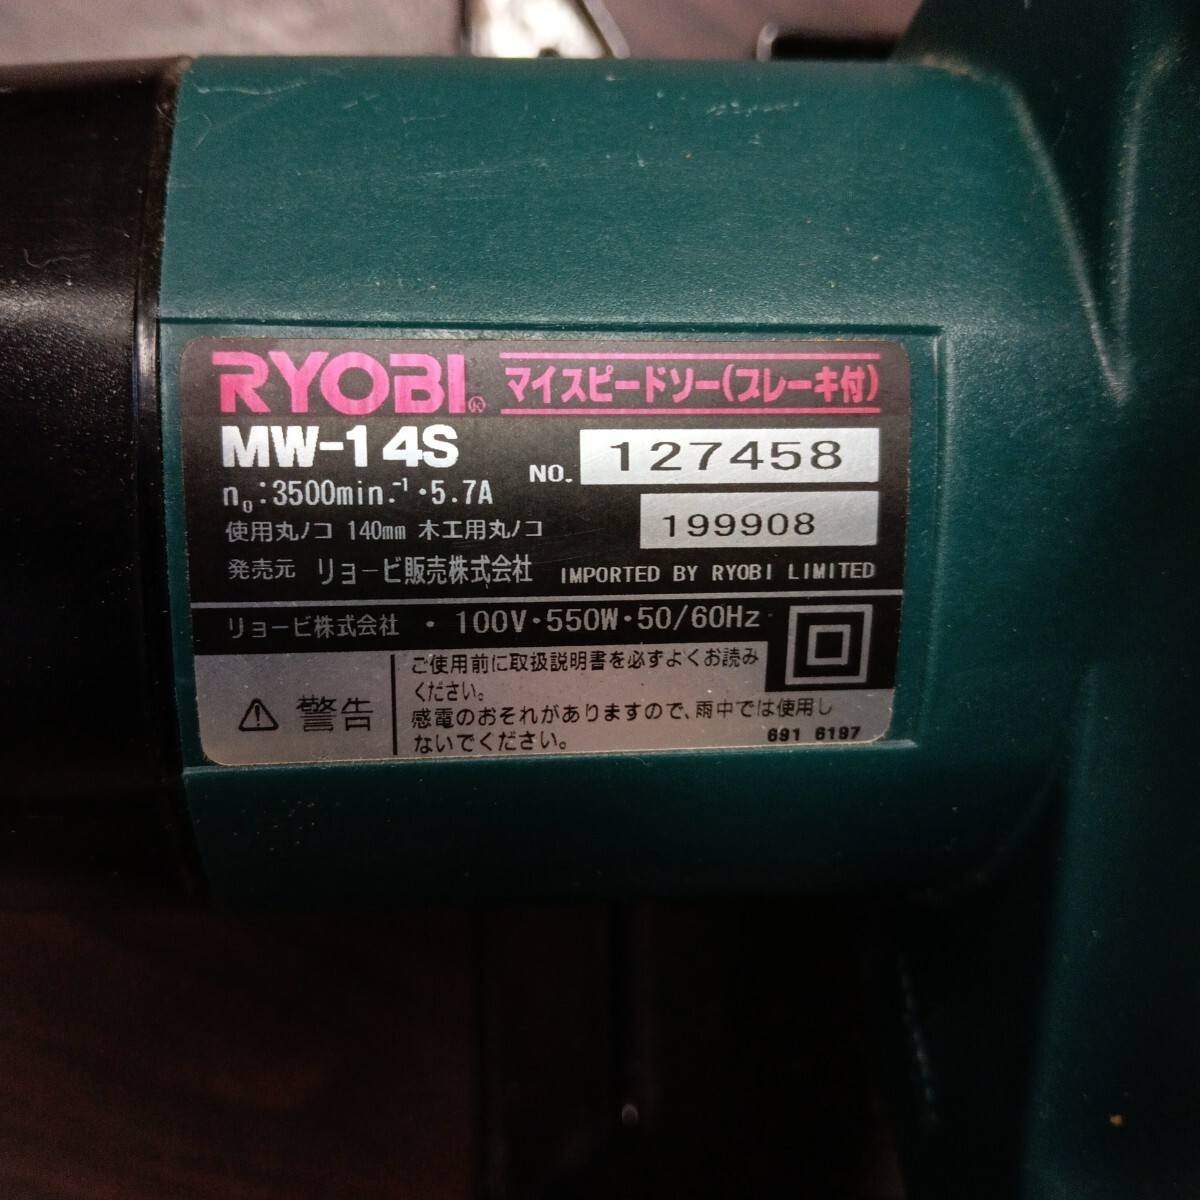 RYOBI® マイスピードソー(ブレーキ付)
MW-14S NO. 127458
n₀:3500min.⁻¹・5.7A
199908
使用丸ノコ 140mm 木工用丸ノコ
発売元 リョービ販売株式会社 IMPORTED BY RYOBI LIMITED
リョービ株式会社 ・ 100V・550W・50/60Hz
⚠ 警告
ご使用前に取扱説明書を必ずよくお読み
ください。
感電のおそれがありますので、雨中では使用し
ないでください。
691 6197